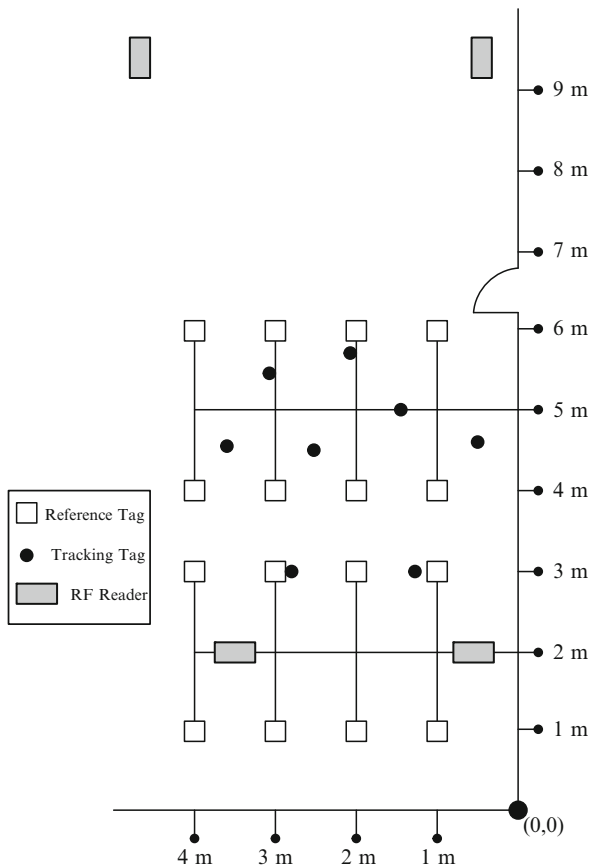 9 m
8 m
7 m
6 m
5 m
4 m
Reference Tag
Tracking Tag
RF Reader
3 m
2 m
1 m
(0,0)
4 m 3 m 2 m 1 m